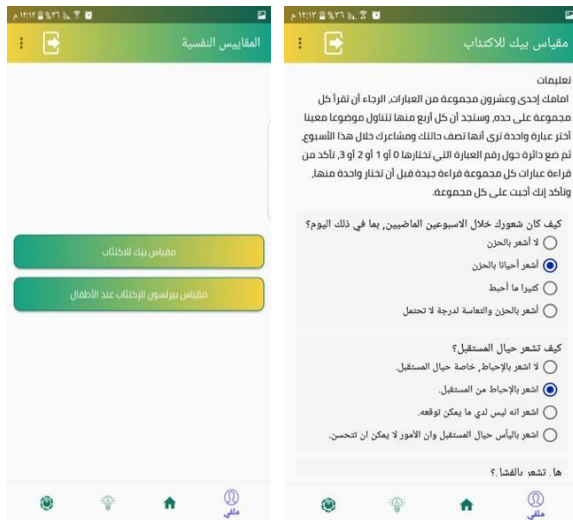 المقاييس النفسية
مقياس بيك للاكتئاب
مقياس بيرلسون للإكتئاب عند الأطفال
ملفي
مقياس بيك للاكتئاب
تعليمات
امامك إحدى وعشرون مجموعة من العبارات, الرجاء أن تقرأ كل
مجموعة على حده, وستجد أن كل أربع منها تتناول موضوعا معينا
أختر عبارة واحدة ترى أنها تصف حالتك ومشاعرك خلال هذا الأسبوع,
ثم ضع دائرة حول رقم العبارة التي تختارها 0 أو 1 أو 2 أو 3, تأكد من
قراءة عبارات كل مجموعة قراءة جيدة قبل أن تختار واحدة منها,
وتأكد إنك أجبت على كل مجموعة.
كيف كان شعورك خلال الاسبوعين الماضيين, بما في ذلك اليوم؟
لا أشعر بالحزن
أشعر أحيانا بالحزن
كثيرا ما أحبط
أشعر بالحزن والتعاسة لدرجة لا تحتمل
كيف تشعر حيال المستقبل؟
لا اشعر بالإحباط, خاصة حيال المستقبل.
اشعر بالإحباط من المستقبل.
اشعر انه ليس لدي ما يمكن توقعه.
اشعر باليأس حيال المستقبل وان الأمور لا يمكن ان تتحسن.
هل تشعر بالفشل؟
ملفي